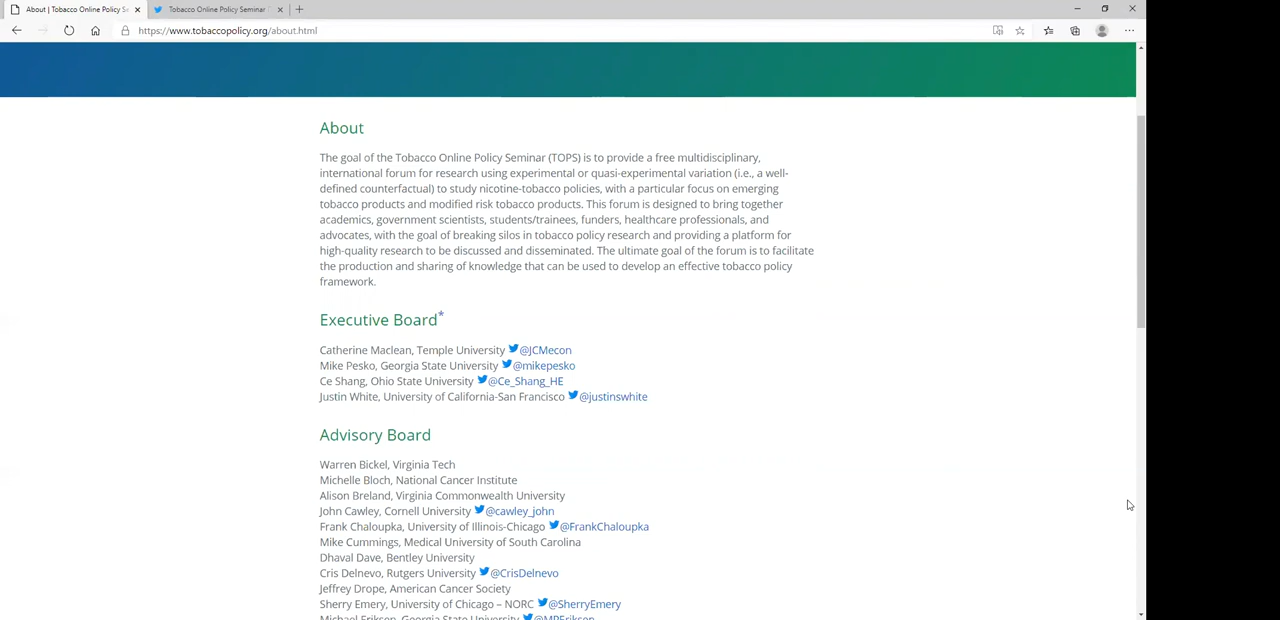 About | Tobacco Online Policy Se
Tobacco Online Policy Seminar
https://www.tobaccopolicy.org/about.html
About
The goal of the Tobacco Online Policy Seminar (TOPS) is to provide a free multidisciplinary,
international forum for research using experimental or quasi-experimental variation (i.e., a well-
defined counterfactual) to study nicotine-tobacco policies, with a particular focus on emerging
tobacco products and modified risk tobacco products. This forum is designed to bring together
academics, government scientists, students/trainees, funders, healthcare professionals, and
advocates, with the goal of breaking silos in tobacco policy research and providing a platform for
high-quality research to be discussed and disseminated. The ultimate goal of the forum is to facilitate
the production and sharing of knowledge that can be used to develop an effective tobacco policy
framework.
Executive Board*
Catherine Maclean, Temple University @JCMecon
Mike Pesko, Georgia State University @mikepesko
Ce Shang, Ohio State University @Ce_Shang_HE
Justin White, University of California-San Francisco @justinswhite
Advisory Board
Warren Bickel, Virginia Tech
Michelle Bloch, National Cancer Institute
Alison Breland, Virginia Commonwealth University
John Cawley, Cornell University @cawley_john
Frank Chaloupka, University of Illinois-Chicago @FrankChaloupka
Mike Cummings, Medical University of South Carolina
Dhaval Dave, Bentley University
Cris Delnevo, Rutgers University @CrisDelnevo
Jeffrey Drope, American Cancer Society
Sherry Emery, University of Chicago – NORC @SherryEmery
Michael Eriksen, Georgia State University @MPEriksen